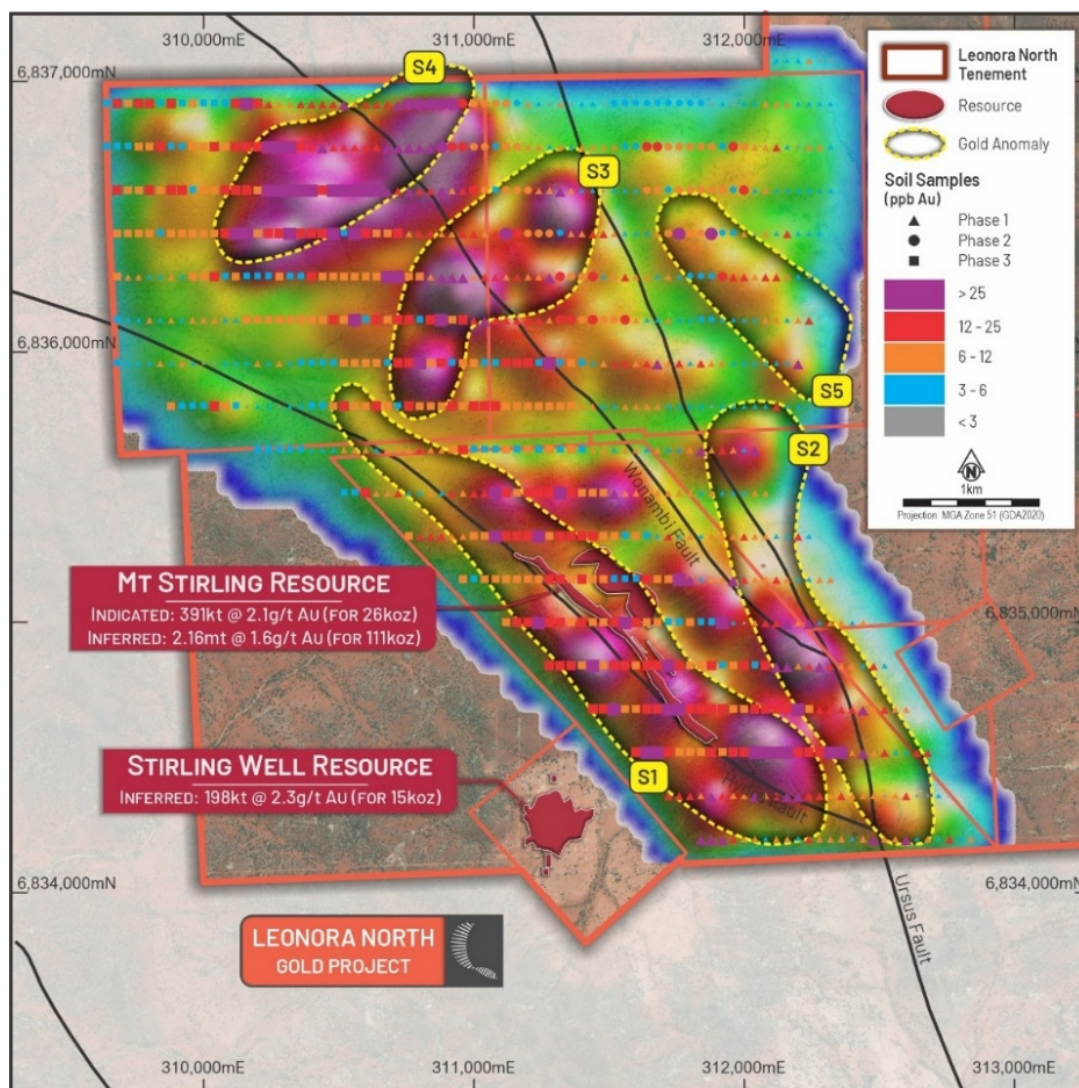 310,000mE
311,000mE
312,000mE
6,837,000mN
S4
S3
Leonora North
Tenement
Resource
Gold Anomaly
Soil Samples
(ppb Au)
Phase 1
Phase 2
Phase 3
> 25
12 - 25
6 - 12
3 - 6
< 3
N
1km
Projection: MGA Zone 51 (GDA2020)
6,836,000mN
S5
S2
Wonambi Fault
MT STIRLING RESOURCE
INDICATED: 391kt @ 2.1g/t Au (FOR 26koz)
INFERRED: 2.16mt @ 1.6g/t Au (FOR 111koz)
6,835,000mN
STIRLING WELL RESOURCE
INFERRED: 198kt @ 2.3g/t Au (FOR 15koz)
S1
Fault
6,834,000mN
6,834,000mN
Ursus Fault
LEONORA NORTH
GOLD PROJECT
310,000mE
311,000mE
312,000mE
313,000mE